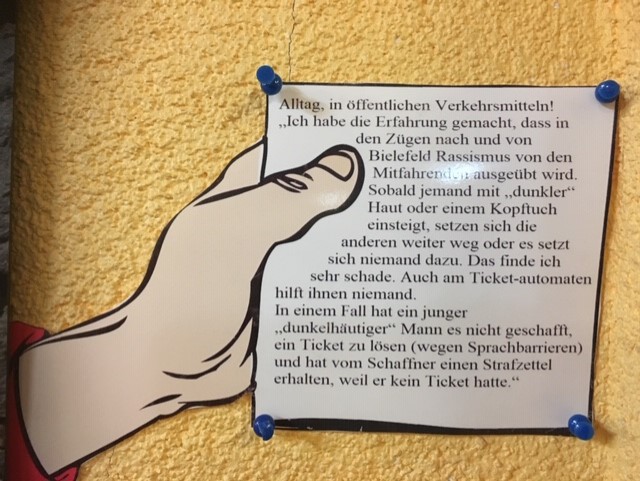 Alltag, in öffentlichen Verkehrsmitteln!
„Ich habe die Erfahrung gemacht, dass in
den Zügen nach und von
Bielefeld Rassismus von den
Mitfahrenden ausgeübt wird.
Sobald jemand mit „dunkler“
Haut oder einem Kopftuch
einsteigt, setzen sich die
anderen weiter weg oder es setzt
sich niemand dazu. Das finde ich
sehr schade. Auch am Ticket-automaten
hilft ihnen niemand.
In einem Fall hat ein junger
„dunkelhäutiger“ Mann es nicht geschafft,
ein Ticket zu lösen (wegen Sprachbarrieren)
und hat vom Schaffner einen Strafzettel
erhalten, weil er kein Ticket hatte.“